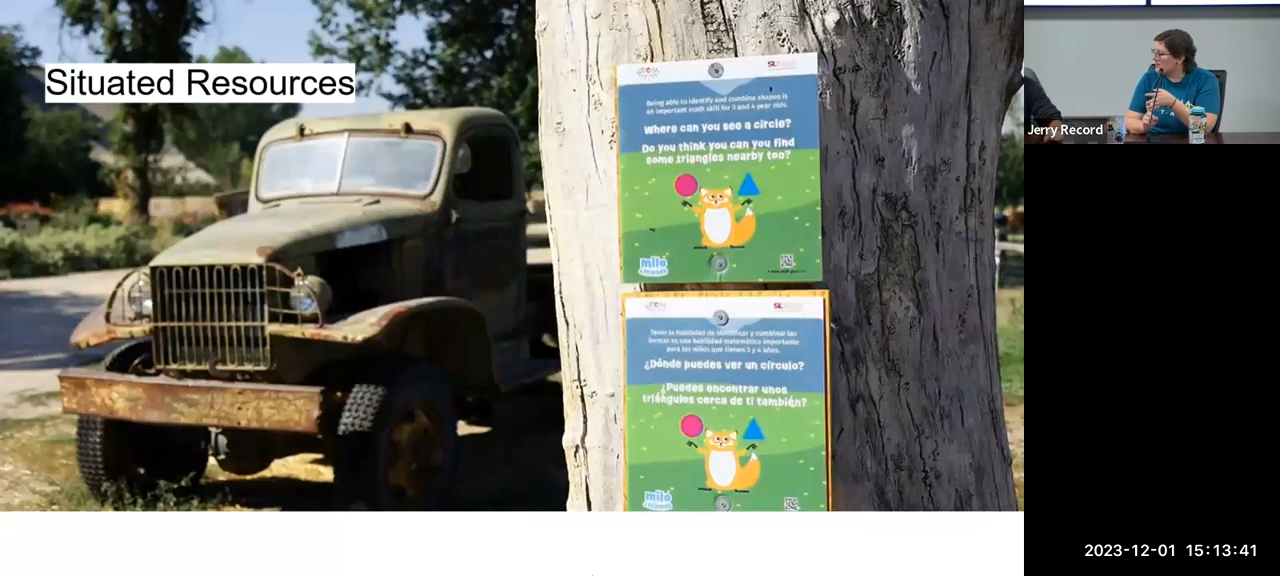 Situated Resources
Being able to identify and combine shapes is
an important math skill for 3 and 4 year olds.
Where can you see a circle?
Do you think you can you find
some triangles nearby too?
milo
Tener la habilidad de identificar y combinar las
formas es una habilidad matemática importante
para los niños que tienen 3 y 4 años.
¿Dónde puedes ver un círculo?
¿Puedes encontrar unos
triángulos cerca de ti también?
milo
Jerry Record
2023-12-01 15:13:41